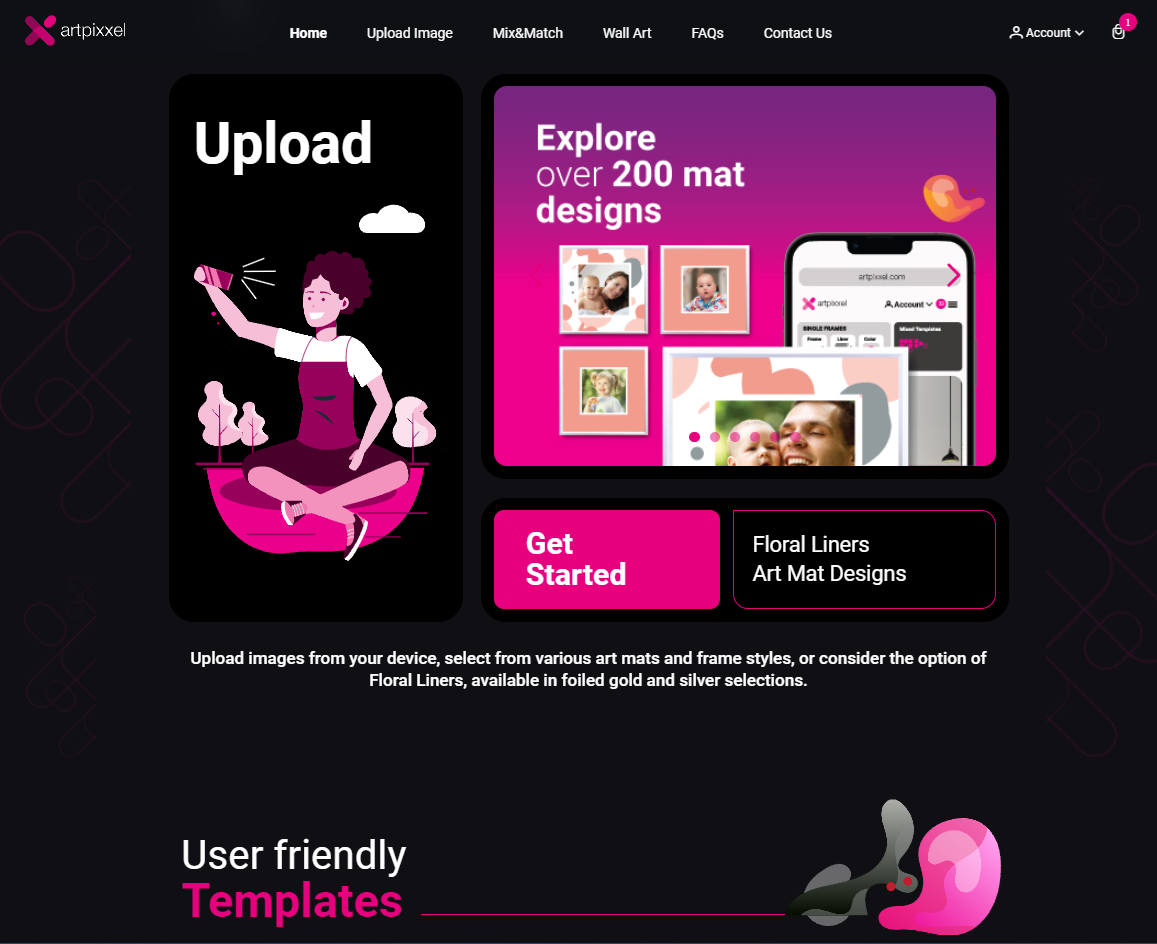 artpixxel
Home
Upload Image
Mix&Match
Wall Art
FAQs
Contact Us
Account
1
Upload
Explore
over 200 mat
designs
artpixxel.com
artpixxel
Account
SINGLE FRAMES
Mixed Templates
Frame
Liner
Color
Get
Started
Floral Liners
Art Mat Designs
Upload images from your device, select from various art mats and frame styles, or consider the option of
Floral Liners, available in foiled gold and silver selections.
User friendly
Templates